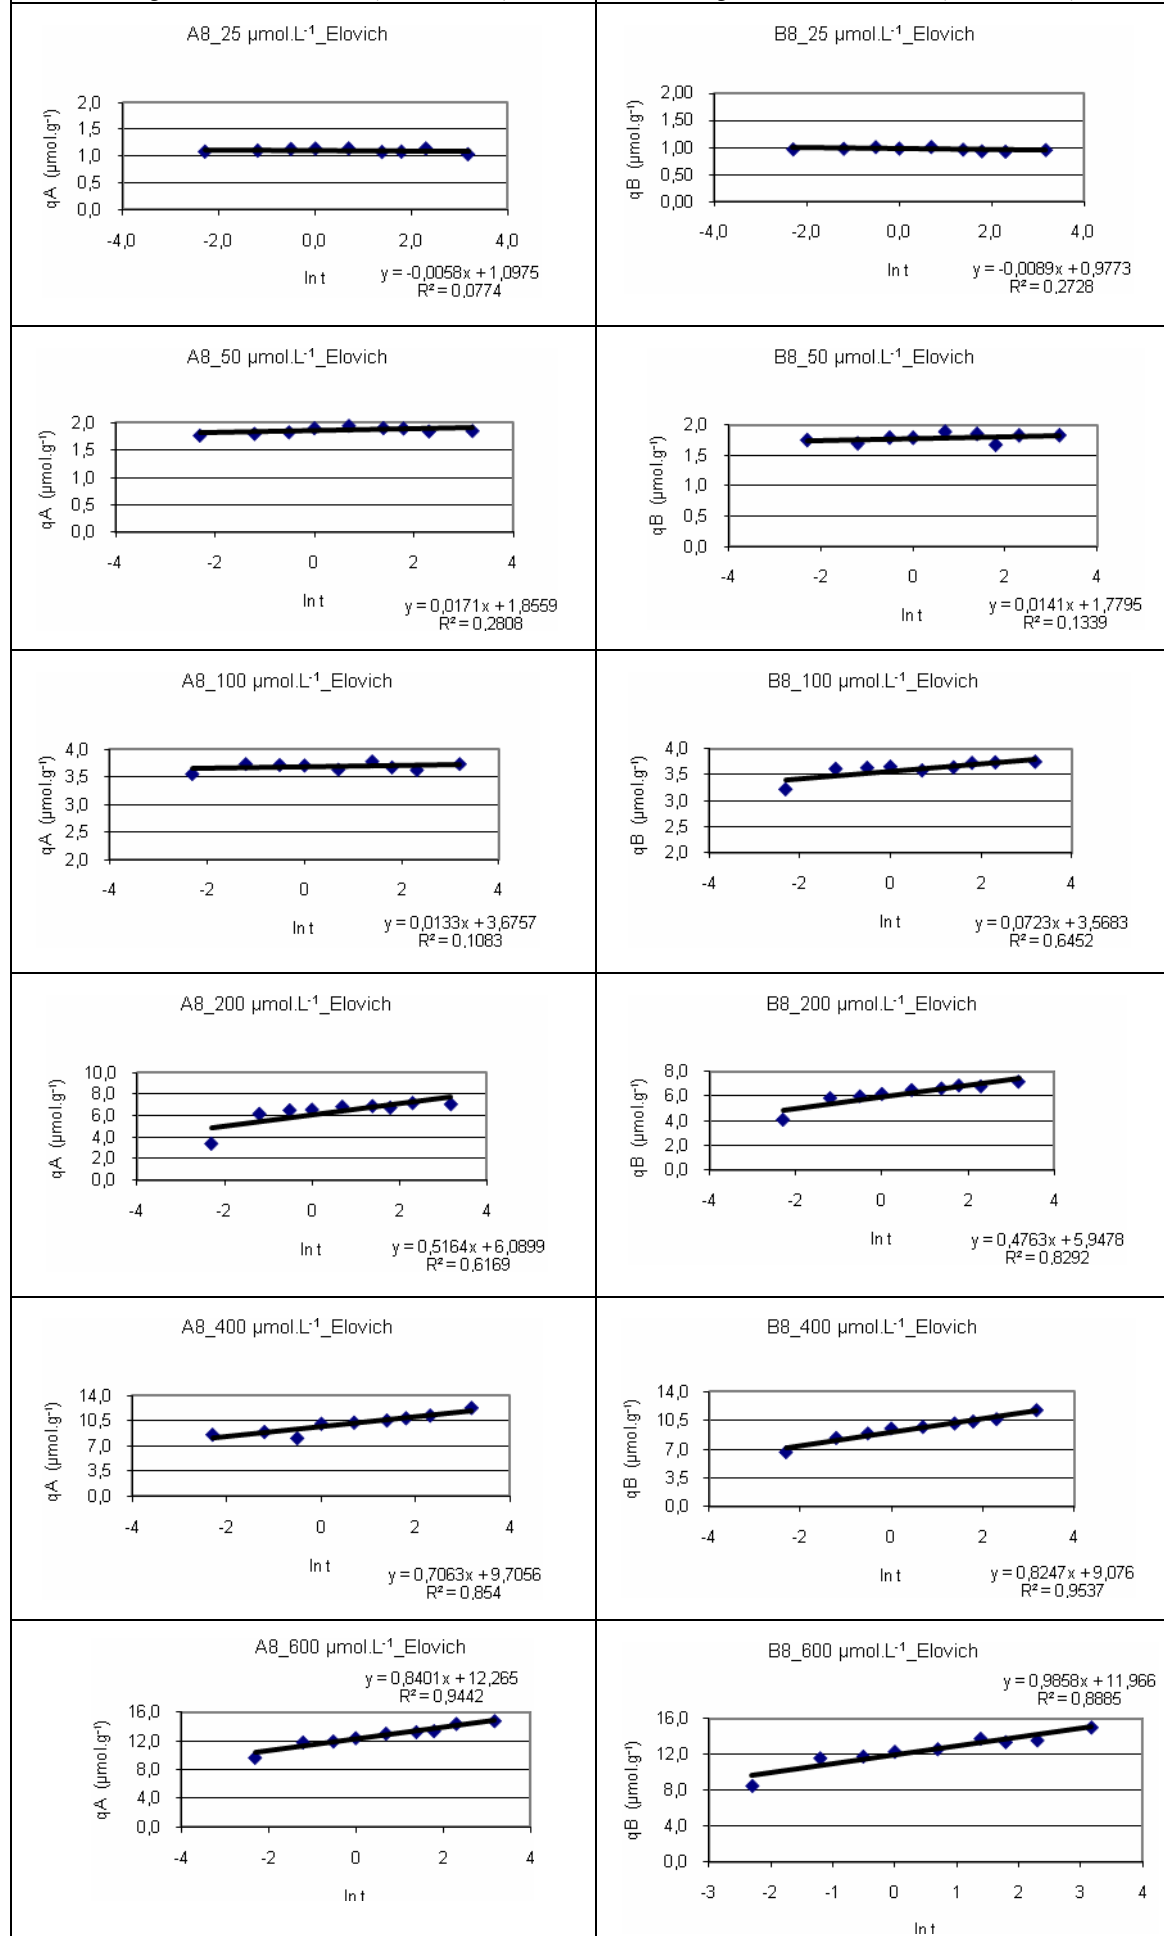 A8_25 µmol.L⁻¹_Elovich
qA (µmol.g⁻¹)
2,0
1,5
1,0
0,5
0,0
-4,0 -2,0 0,0 2,0 4,0
ln t
y = -0,0058x + 1,0975
R² = 0,0774
B8_25 µmol.L⁻¹_Elovich
qB (µmol.g⁻¹)
2,00
1,50
1,00
0,50
0,00
-4,0 -2,0 0,0 2,0 4,0
ln t
y = -0,0089x + 0,9773
R² = 0,2728
A8_50 µmol.L⁻¹_Elovich
qA (µmol.g⁻¹)
2,0
1,5
1,0
0,5
0,0
-4 -2 0 2 4
ln t
y = 0,0171x + 1,8559
R² = 0,2808
B8_50 µmol.L⁻¹_Elovich
qB (µmol.g⁻¹)
2,0
1,5
1,0
0,5
0,0
-4 -2 0 2 4
ln t
y = 0,0141x + 1,7795
R² = 0,1339
A8_100 µmol.L⁻¹_Elovich
qA (µmol.g⁻¹)
4,0
3,5
3,0
2,5
2,0
-4 -2 0 2 4
ln t
y = 0,0133x + 3,6757
R² = 0,1083
B8_100 µmol.L⁻¹_Elovich
qB (µmol.g⁻¹)
4,0
3,5
3,0
2,5
2,0
-4 -2 0 2 4
ln t
y = 0,0723x + 3,5683
R² = 0,6452
A8_200 µmol.L⁻¹_Elovich
qA (µmol.g⁻¹)
10,0
8,0
6,0
4,0
2,0
0,0
-4 -2 0 2 4
ln t
y = 0,5164x + 6,0899
R² = 0,6169
B8_200 µmol.L⁻¹_Elovich
qB (µmol.g⁻¹)
8,0
6,0
4,0
2,0
0,0
-4 -2 0 2 4
ln t
y = 0,4763x + 5,9478
R² = 0,8292
A8_400 µmol.L⁻¹_Elovich
qA (µmol.g⁻¹)
14,0
10,5
7,0
3,5
0,0
-4 -2 0 2 4
ln t
y = 0,7063x + 9,7056
R² = 0,854
B8_400 µmol.L⁻¹_Elovich
qB (µmol.g⁻¹)
14,0
10,5
7,0
3,5
0,0
-4 -2 0 2 4
ln t
y = 0,8247x + 9,076
R² = 0,9537
A8_600 µmol.L⁻¹_Elovich
y = 0,8401x + 12,265
R² = 0,9442
qA (µmol.g⁻¹)
16,0
12,0
8,0
4,0
0,0
-4 -2 0 2 4
ln t
B8_600 µmol.L⁻¹_Elovich
y = 0,9858x + 11,966
R² = 0,8885
qB (µmol.g⁻¹)
16,0
12,0
8,0
4,0
0,0
-3 -2 -1 0 1 2 3 4
ln t